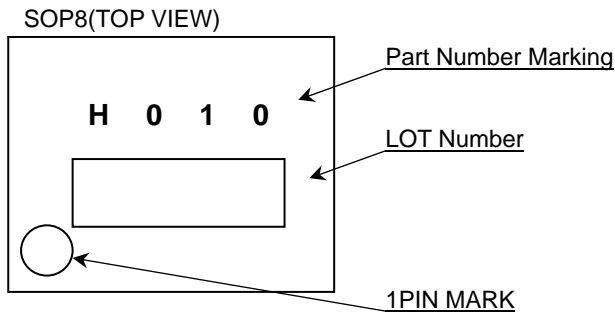 SOP8(TOP VIEW)
Part Number Marking
H 0 1 0
LOT Number
1PIN MARK